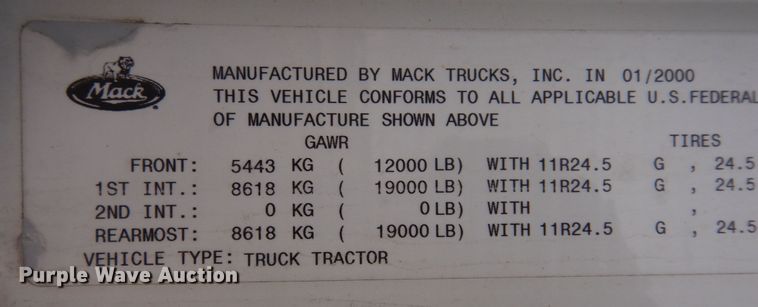 Mack
MANUFACTURED BY MACK TRUCKS, INC. IN 01/2000
THIS VEHICLE CONFORMS TO ALL APPLICABLE U.S.FEDERAL
OF MANUFACTURE SHOWN ABOVE
GAWR TIRES
FRONT: 5443 KG ( 12000 LB) WITH 11R24.5 G , 24.5
1ST INT.: 8618 KG ( 19000 LB) WITH 11R24.5 G , 24.5
2ND INT.: 0 KG ( 0 LB) WITH ,
REARMOST: 8618 KG ( 19000 LB) WITH 11R24.5 G , 24.5
VEHICLE TYPE: TRUCK TRACTOR
Purple Wave Auction